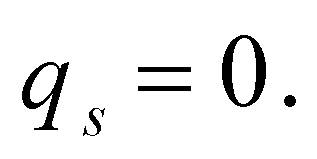 q_s = 0.